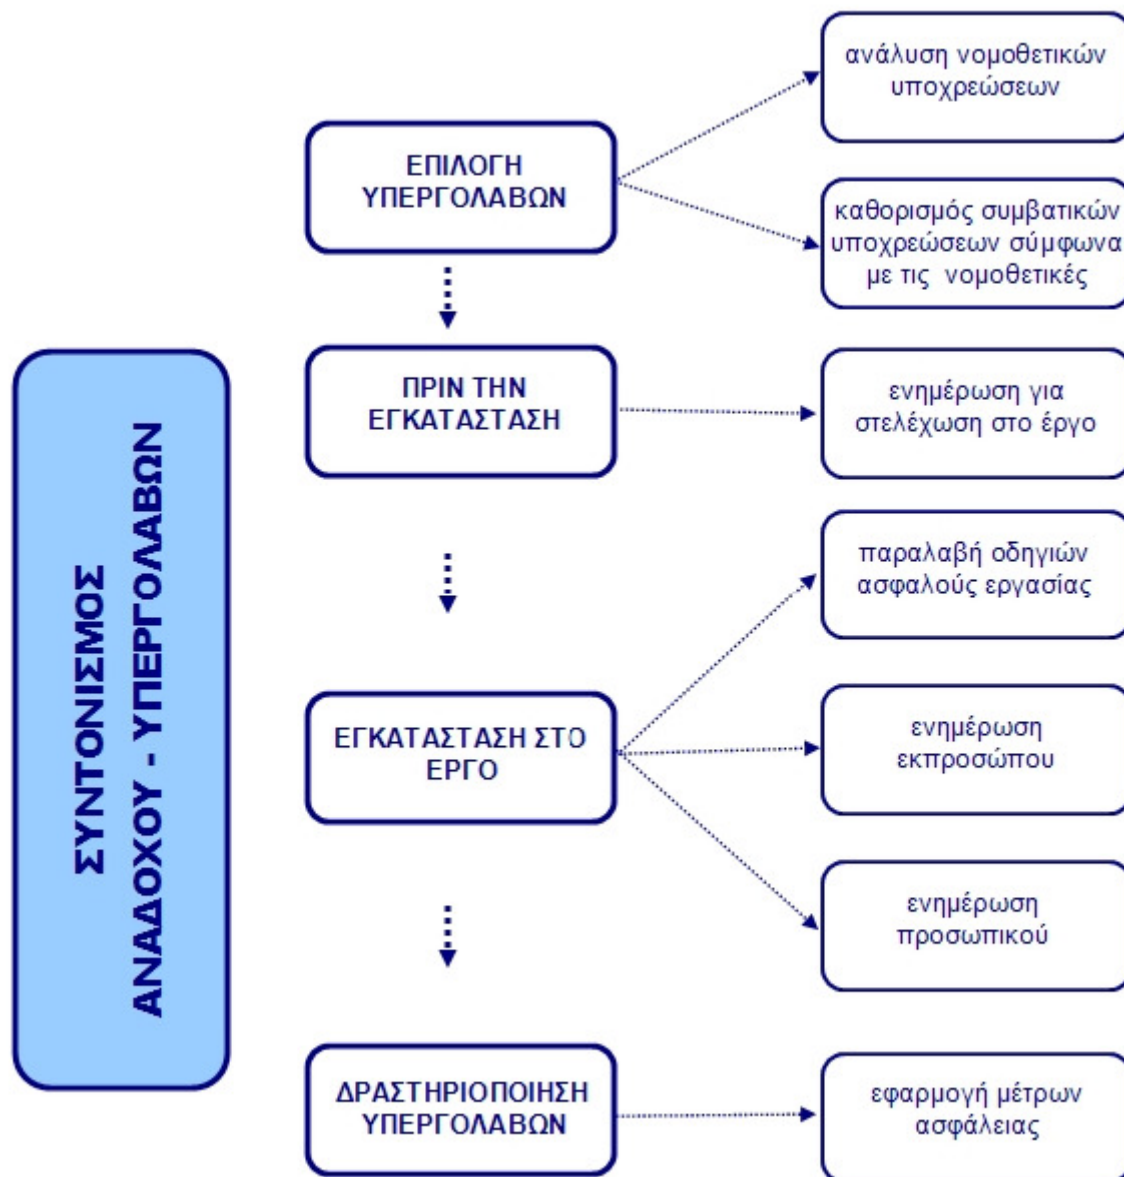 ΣΥΝΤΟΝΙΣΜΟΣ
ΑΝΑΔΟΧΟΥ - ΥΠΕΡΓΟΛΑΒΩΝ
ΕΠΙΛΟΓΗ
ΥΠΕΡΓΟΛΑΒΩΝ
ανάλυση νομοθετικών
υποχρεώσεων
καθορισμός συμβατικών
υποχρεώσεων σύμφωνα
με τις νομοθετικές
ΠΡΙΝ ΤΗΝ
ΕΓΚΑΤΑΣΤΑΣΗ
ενημέρωση για
στελέχωση στο έργο
ΕΓΚΑΤΑΣΤΑΣΗ ΣΤΟ
ΕΡΓΟ
παραλαβή οδηγιών
ασφαλούς εργασίας
ενημέρωση
εκπροσώπου
ενημέρωση
προσωπικού
ΔΡΑΣΤΗΡΙΟΠΟΙΗΣΗ
ΥΠΕΡΓΟΛΑΒΩΝ
εφαρμογή μέτρων
ασφάλειας